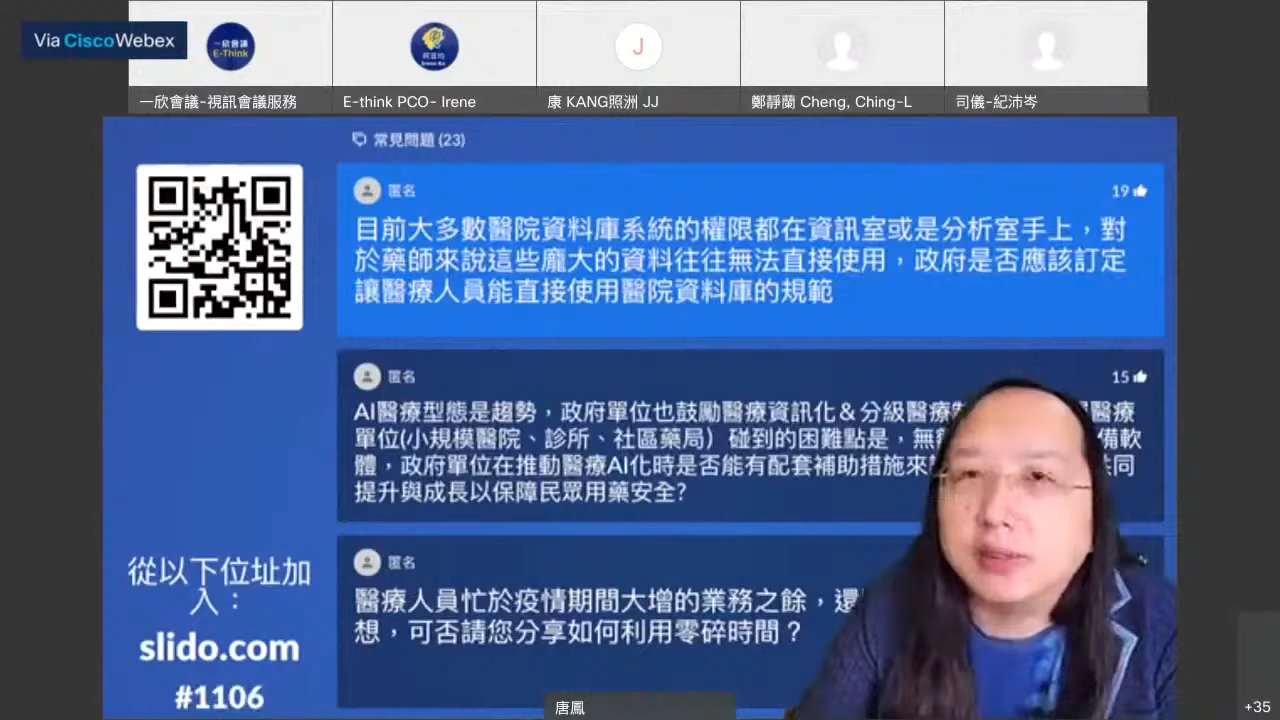 Via Cisco Webex
一欣會議
E-Think
柯宜均
J
一欣會議-視訊會議服務
E-think PCO- Irene
康 KANG照洲 JJ
鄭靜蘭 Cheng, Ching-L
司儀-紀沛岑
常見問題 (23)
匿名
19
目前大多數醫院資料庫系統的權限都在資訊室或是分析室手上，對
於藥師來說這些龐大的資料往往無法直接使用，政府是否應該訂定
讓醫療人員能直接使用醫院資料庫的規範
匿名
15
AI醫療型態是趨勢，政府單位也鼓勵醫療資訊化＆分級醫療
醫療
單位(小規模醫院、診所、社區藥局）碰到的困難點是，無
備軟
體，政府單位在推動醫療AI化時是否能有配套補助措施來
共同
提升與成長以保障民眾用藥安全?
匿名
醫療人員忙於疫情期間大增的業務之餘，還
想，可否請您分享如何利用零碎時間？
從以下位址加
入：
slido.com
#1106
唐鳳
+35